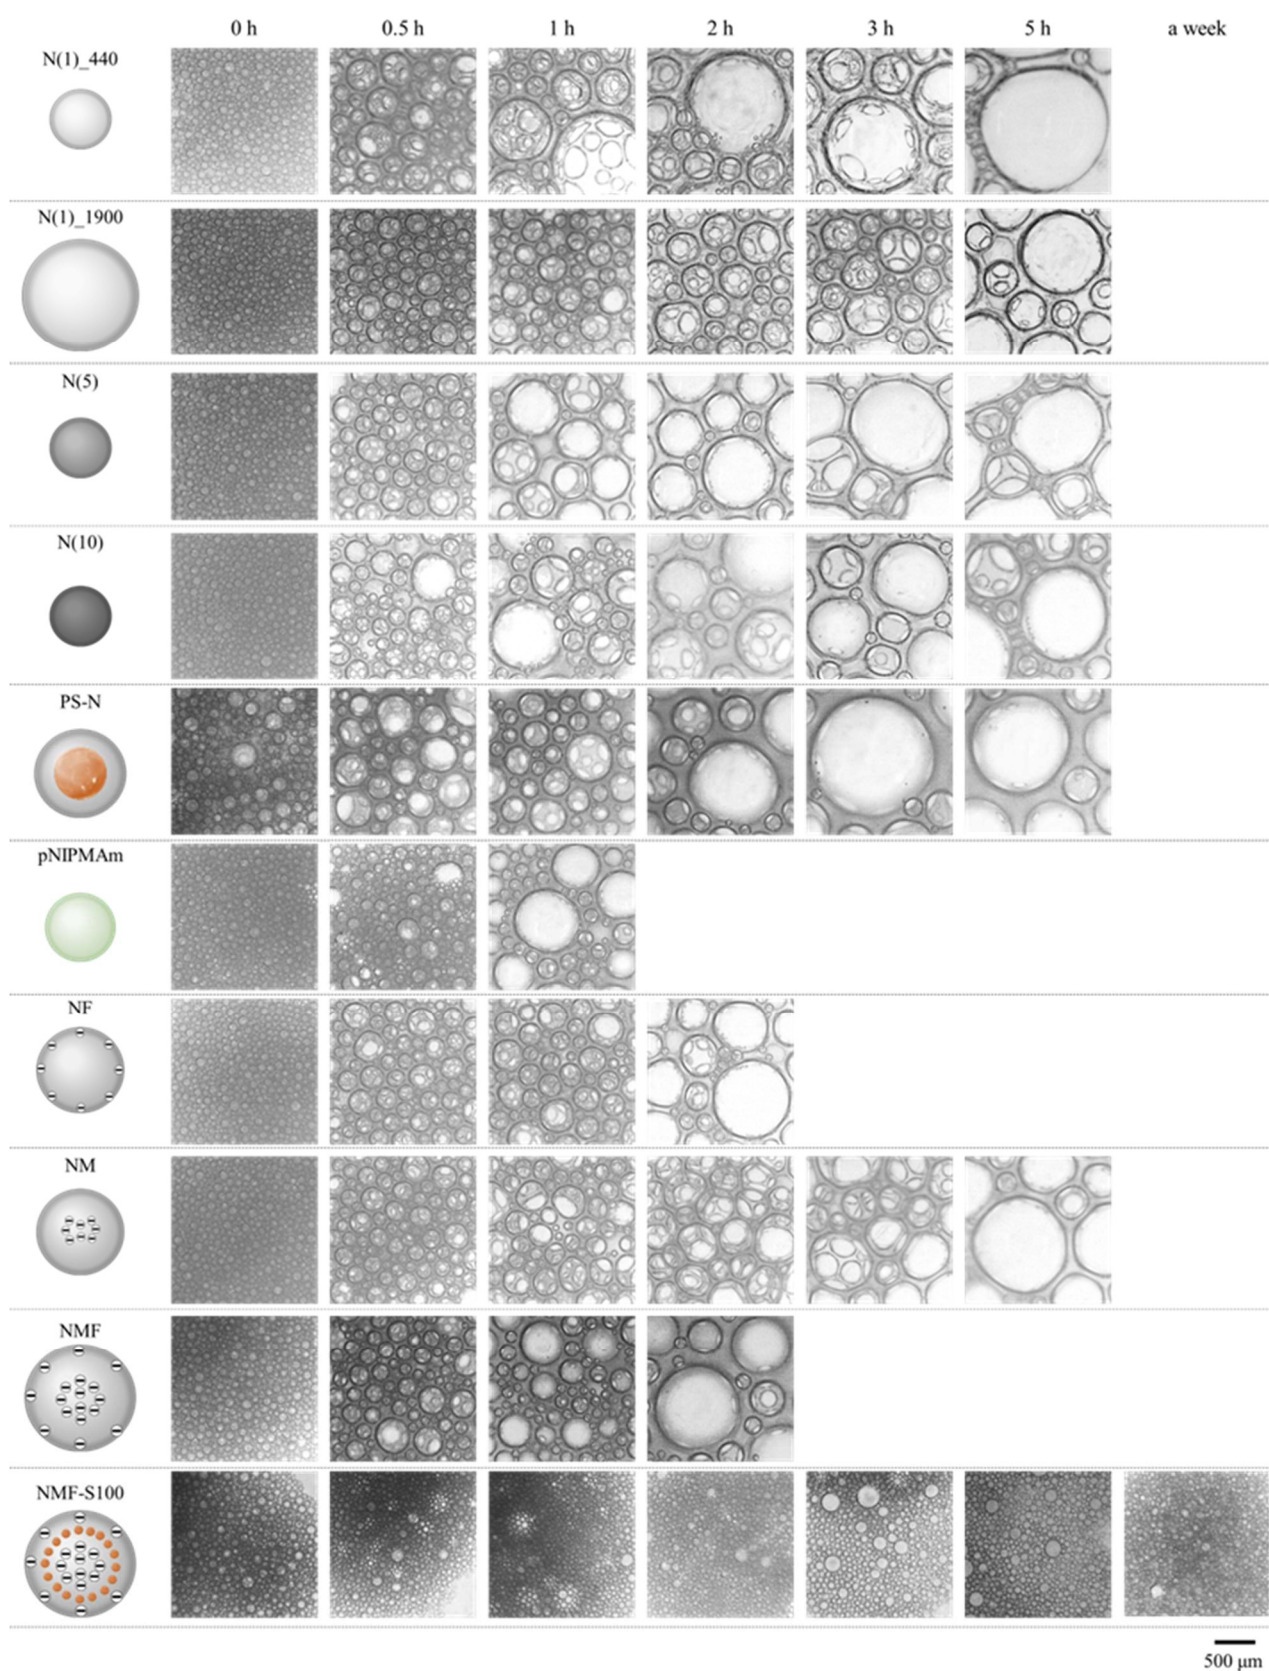 0 h 0.5 h 1 h 2 h 3 h 5 h a week
N(1)_440
N(1)_1900
N(5)
N(10)
PS-N
pNIPMAm
NF
NM
NMF
NMF-S100
500 μm